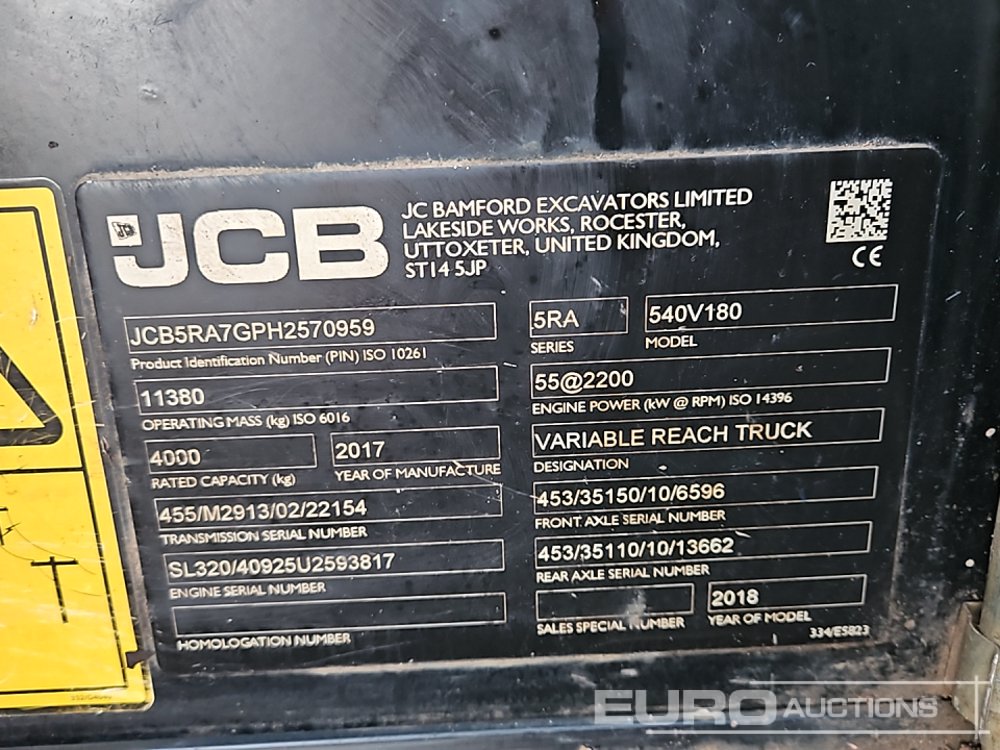 JCB
JC BAMFORD EXCAVATORS LIMITED
LAKESIDE WORKS, ROCESTER,
UTTOXETER, UNITED KINGDOM,
ST14 5JP
CE
JCB5RA7GPH2570959
Product Identification Number (PIN) ISO 10261
5RA
SERIES
540V180
MODEL
11380
OPERATING MASS (kg) ISO 6016
55@2200
ENGINE POWER (kW @ RPM) ISO 14396
4000
RATED CAPACITY (kg)
2017
YEAR OF MANUFACTURE
VARIABLE REACH TRUCK
DESIGNATION
455/M2913/02/22154
TRANSMISSION SERIAL NUMBER
453/35150/10/6596
FRONT AXLE SERIAL NUMBER
SL320/40925U2593817
ENGINE SERIAL NUMBER
453/35110/10/13662
REAR AXLE SERIAL NUMBER
HOMOLOGATION NUMBER
SALES SPECIAL NUMBER
2018
YEAR OF MODEL
334/E5823
EURO AUCTIONS